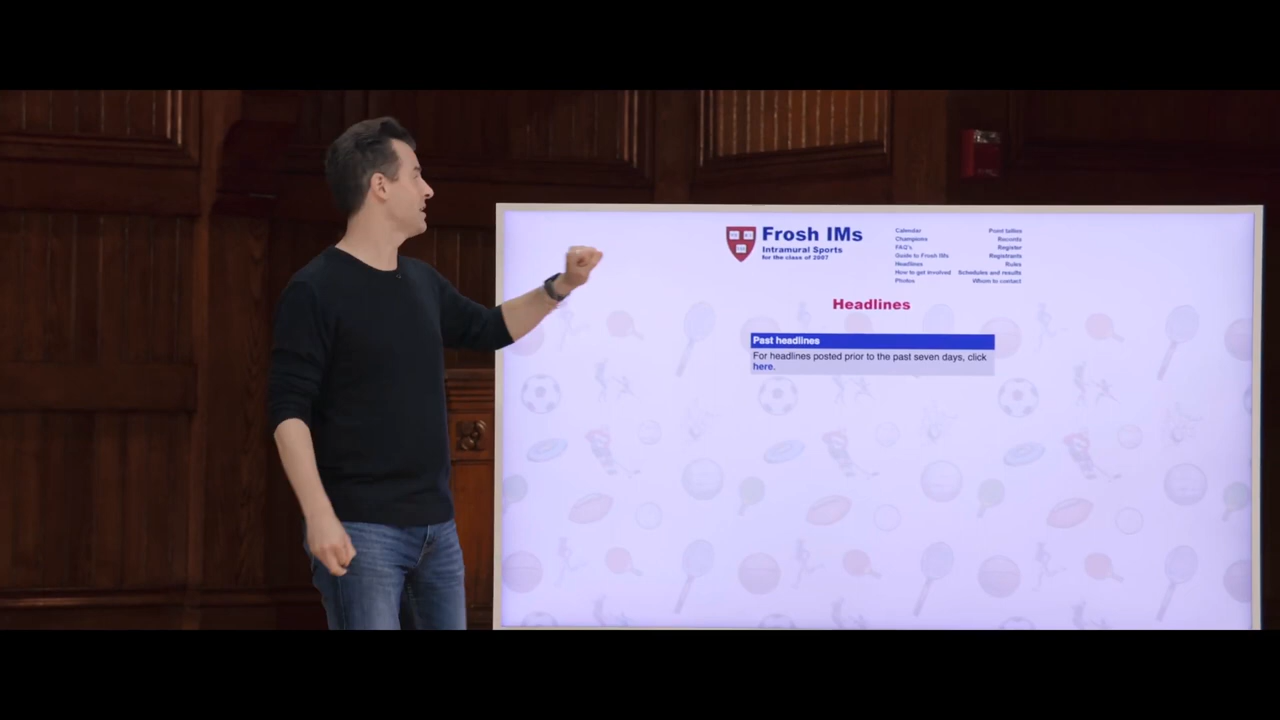 Frosh IMs
Intramural Sports
for the class of 2007
Calendar
Champions
FAQ's
Guide to Frosh IMs
Headlines
How to get involved
Photos
Point tallies
Records
Register
Registrants
Rules
Schedules and results
Whom to contact
Headlines
Past headlines
For headlines posted prior to the past seven days, click
here.